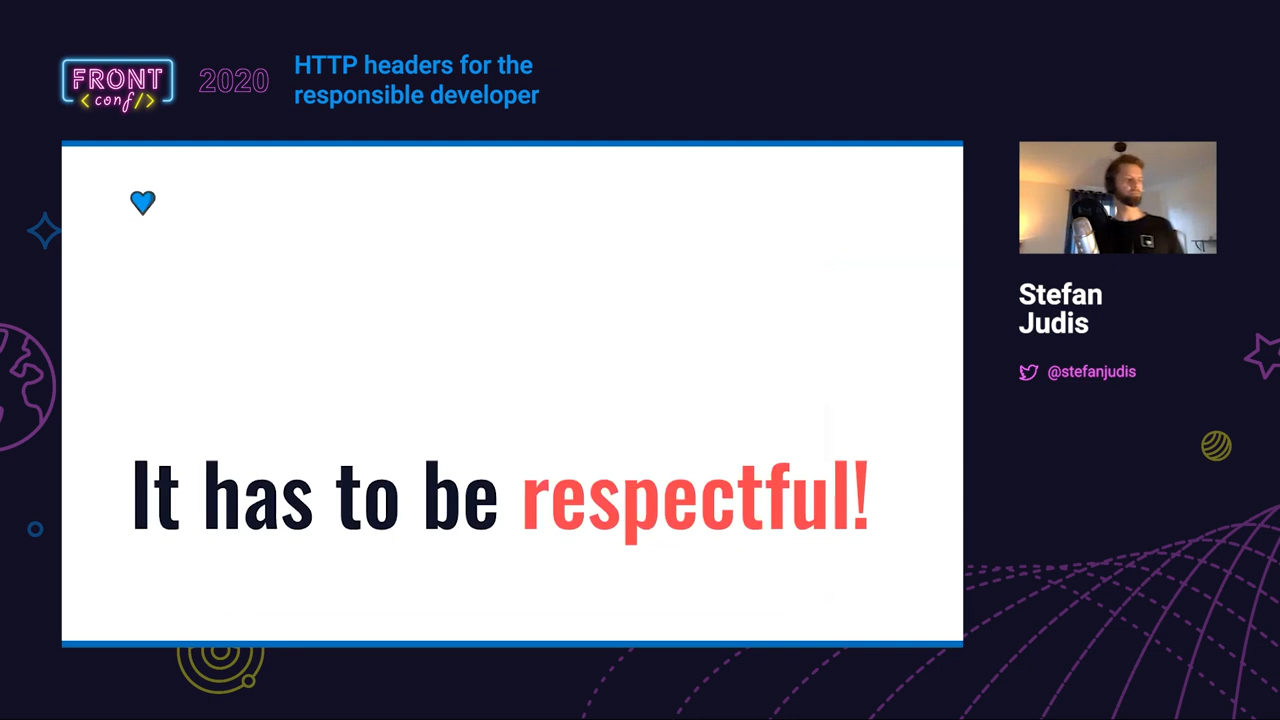 FRONT
<conf/>
2020
HTTP headers for the
responsible developer
It has to be respectful!
Stefan
Judis
@stefanjudis